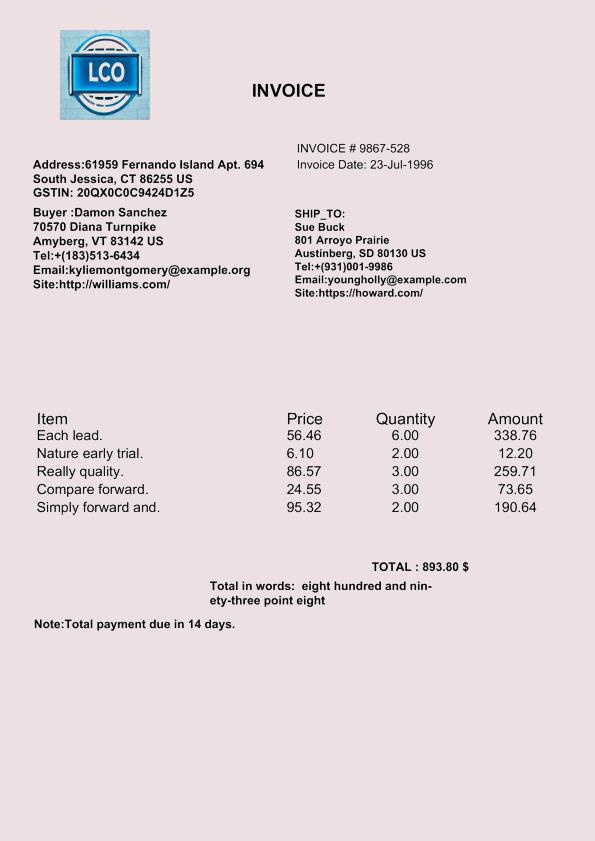 LCO
INVOICE
INVOICE # 9867-528
Invoice Date: 23-Jul-1996
Address:61959 Fernando Island Apt. 694
South Jessica, CT 86255 US
GSTIN: 20QX0C0C9424D1Z5
Buyer :Damon Sanchez
70570 Diana Turnpike
Amyberg, VT 83142 US
Tel:+(183)513-6434
Email:kyliemontgomery@example.org
Site:http://williams.com/
SHIP_TO:
Sue Buck
801 Arroyo Prairie
Austinberg, SD 80130 US
Tel:+(931)001-9986
Email:youngholly@example.com
Site:https://howard.com/
Item Price Quantity Amount
Each lead. 56.46 6.00 338.76
Nature early trial. 6.10 2.00 12.20
Really quality. 86.57 3.00 259.71
Compare forward. 24.55 3.00 73.65
Simply forward and. 95.32 2.00 190.64
TOTAL : 893.80 $
Total in words:  eight hundred and nin-
ety-three point eight
Note:Total payment due in 14 days.